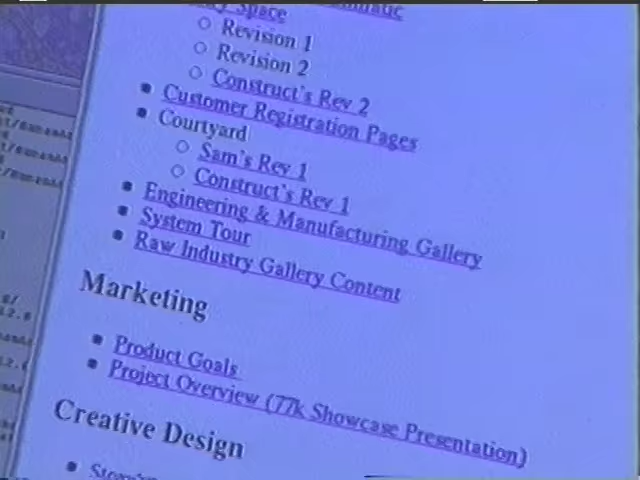 Space
Revision 1
Revision 2
Construct's Rev 2
Customer Registration Pages
Courtyard
Sam's Rev 1
Construct's Rev 1
Engineering & Manufacturing Gallery
System Tour
Raw Industry Gallery Content
Marketing
Product Goals
Project Overview (77k Showcase Presentation)
Creative Design